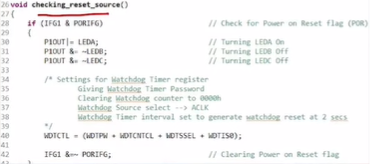 26 void checking_reset_source()
27 {
28 if (IFG1 & PORIFG) // Check for Power on Reset flag (POR)
29 {
30 P1OUT|= LEDA; // Turning LEDA On
31 P1OUT &= ~LEDB; // Turning LEDB Off
32 P1OUT &= ~LEDC; // Turning LEDC Off
33
34 /* Settings for Watchdog Timer register
35 Giving Watchdog Timer Password
36 Clearing Watchdog counter to 0000h
37 Watchdog Source select --> ACLK
38 Watchdog Timer interval set to generate watchdog reset at 2 secs
39 */
40 WDTCTL = (WDTPW + WDTCNTCL + WDTSSEL + WDTIS0);
41
42 IFG1 &=~ PORIFG; // Clearing Power on Reset flag
43 }